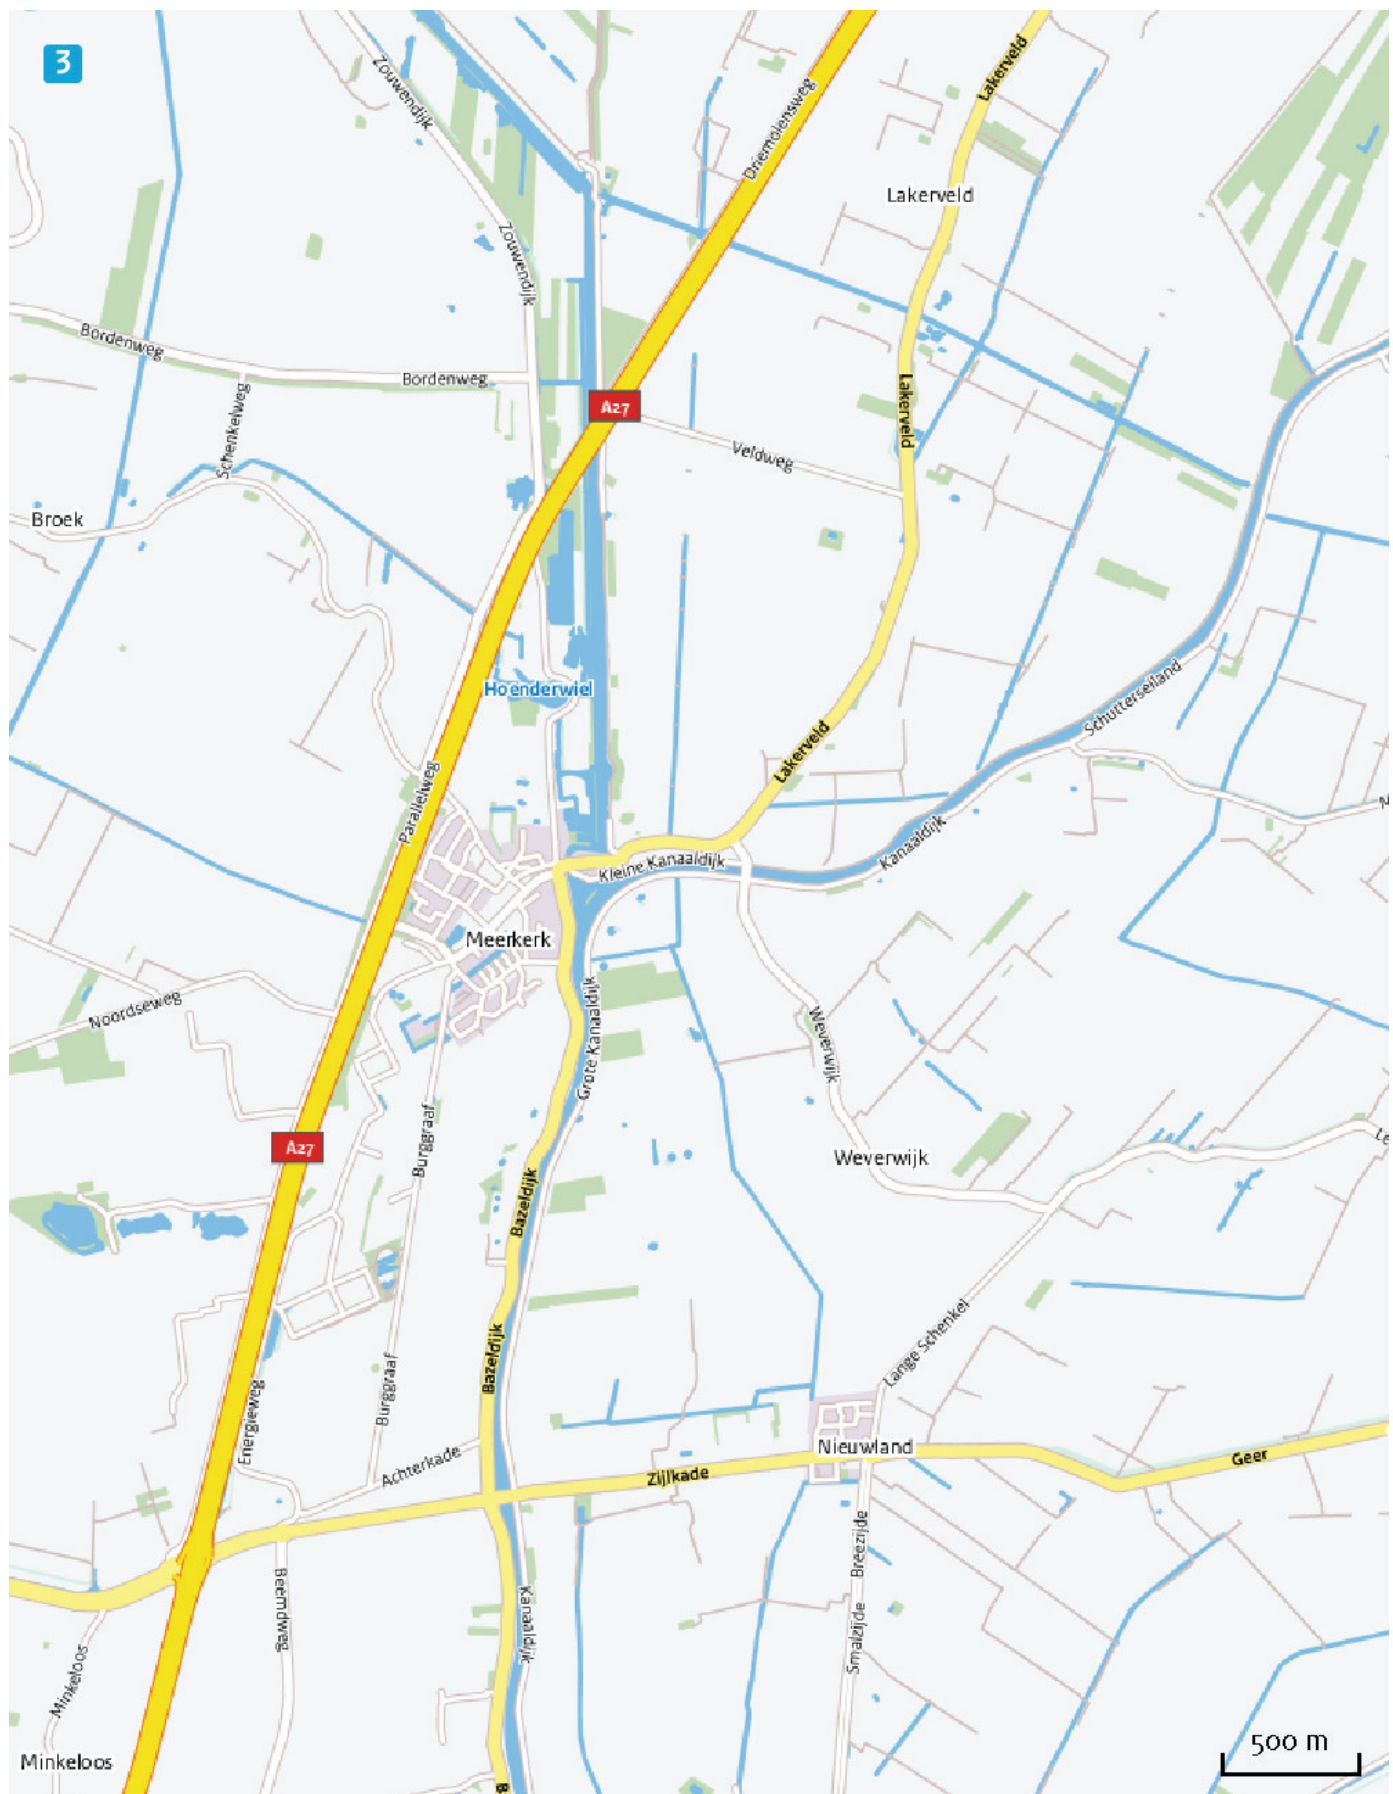 3
Zouwendijk
Lakerveld
Driemolensweg
Lakerveld
Zouwendijk
Bordenweg
Bordenweg
Schenkelweg
A27
Lakerveld
Veldweg
Broek
Hoenderwiel
Schutterseiland
Lakerveld
Parallelweg
Kanaaldijk
Kleine Kanaaldijk
Meerkerk
Noordseweg
Grote Kanaaldijk
Weverwijk
Burggraaf
A27
Weverwijk
Bazeldijk
Lange Schenkel
Bazeldijk
Burggraaf
Energieweg
Nieuwland
Geer
Achterkade
Zijlkade
Breezijde
Beemdweg
Kanaaldijk
Smalzijde
Minkeloos
Minkeloos
500 m